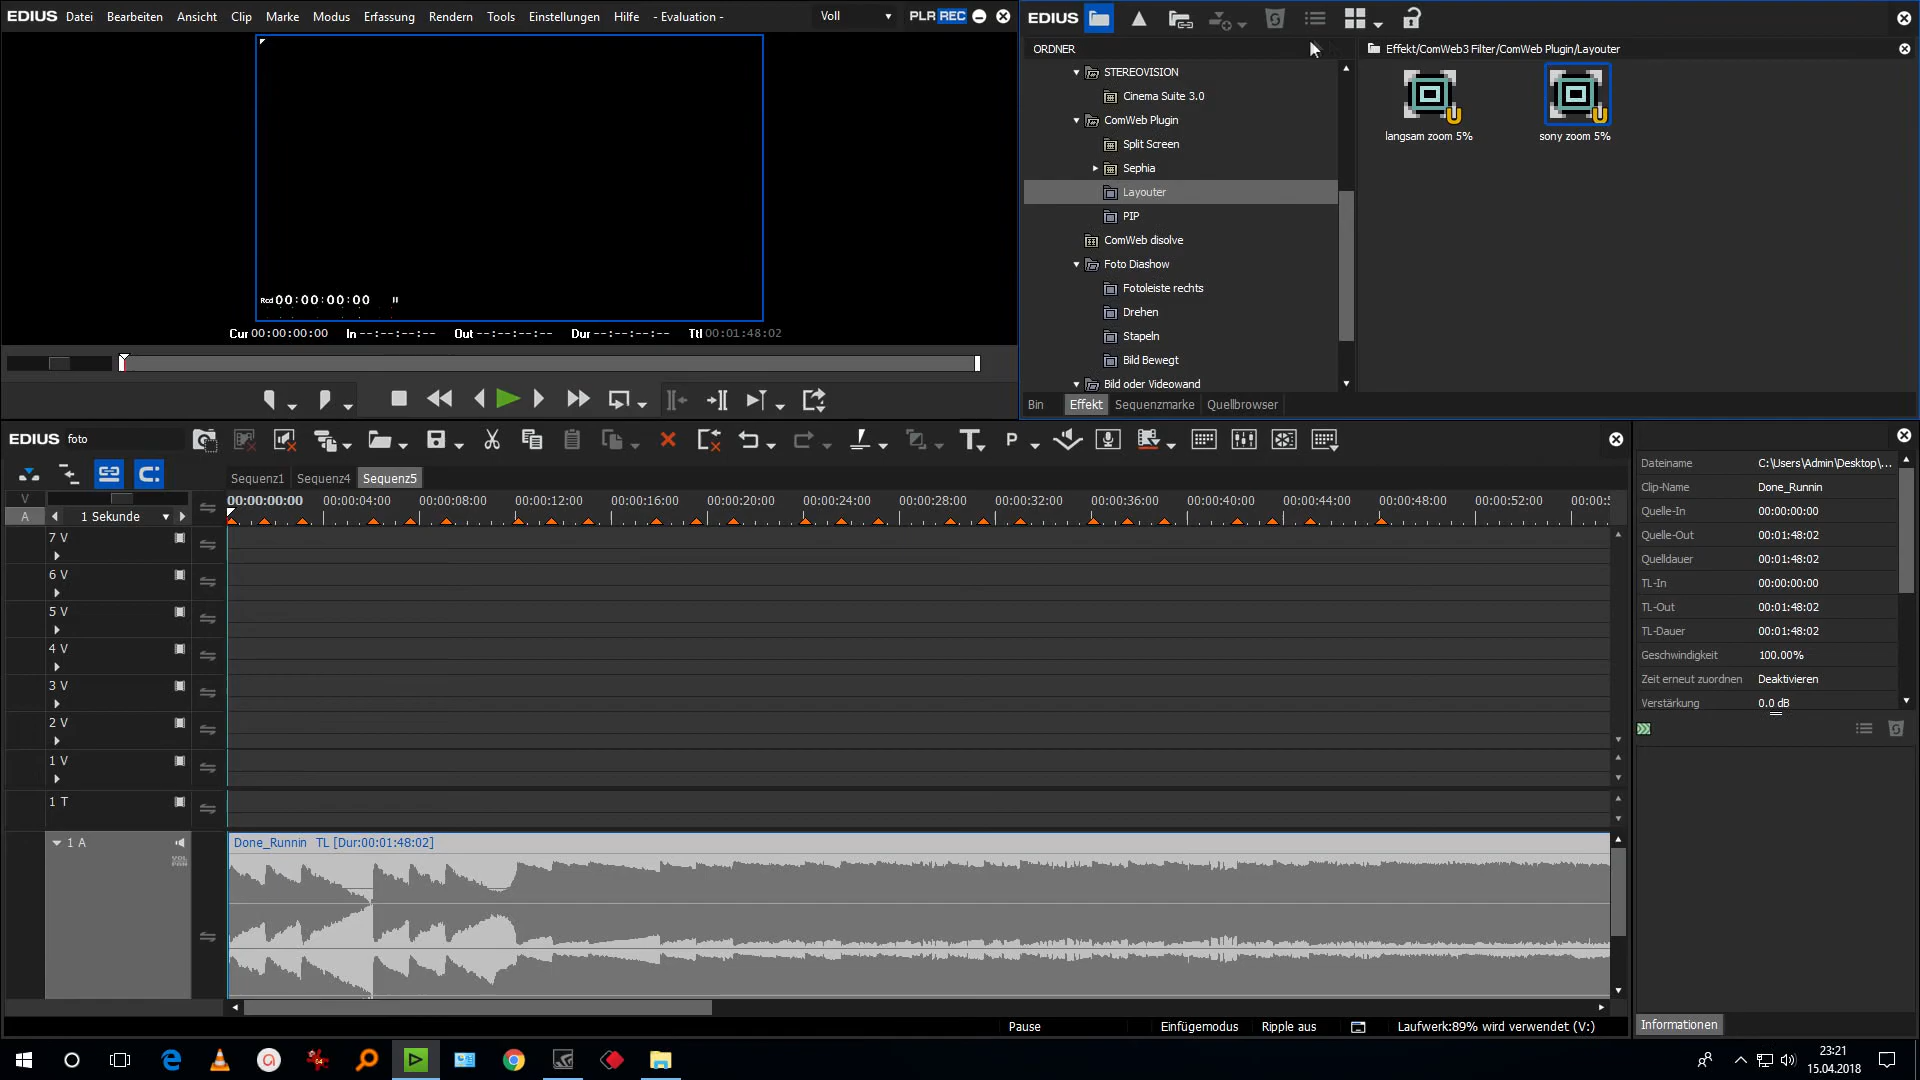 EDIUS Datei Bearbeiten Ansicht Clip Marke Modus Erfassung Rendern Tools Einstellungen Hilfe - Evaluation - Voll PLR REC
Rcd 00:00:00:00
Cur 00:00:00:00 In --:--:--:-- Out --:--:--:-- Dur --:--:--:-- Ttl 00:01:48:02
EDIUS
ORDNER
STEREOVISION
Cinema Suite 3.0
ComWeb Plugin
Split Screen
Sephia
Layouter
PIP
ComWeb disolve
Foto Diashow
Fotoleiste rechts
Drehen
Stapeln
Bild Bewegt
Bild oder Videowand
Effekt/ComWeb3 Filter/ComWeb Plugin/Layouter
langsam zoom 5% sony zoom 5%
Bin Effekt Sequenzmarke Quellbrowser
EDIUS foto
Sequenz1 Sequenz4 Sequenz5
00:00:00:00 00:00:04:00 00:00:08:00 00:00:12:00 00:00:16:00 00:00:20:00 00:00:24:00 00:00:28:00 00:00:32:00 00:00:36:00 00:00:40:00 00:00:44:00 00:00:48:00 00:00:52:00
V
A 1 Sekunde
7 V
6 V
5 V
4 V
3 V
2 V
1 V
1 T
1 A
VOL
PAN
Done_Runnin TL [Dur:00:01:48:02]
Dateiname C:\Users\Admin\Desktop\...
Clip-Name Done_Runnin
Quelle-In 00:00:00:00
Quelle-Out 00:01:48:02
Quelldauer 00:01:48:02
TL-In 00:00:00:00
TL-Out 00:01:48:02
TL-Dauer 00:01:48:02
Geschwindigkeit 100.00%
Zeit erneut zuordnen Deaktivieren
Verstärkung 0.0 dB
Informationen
Pause Einfügemodus Ripple aus Laufwerk:89% wird verwendet (V:)
23:21
15.04.2018